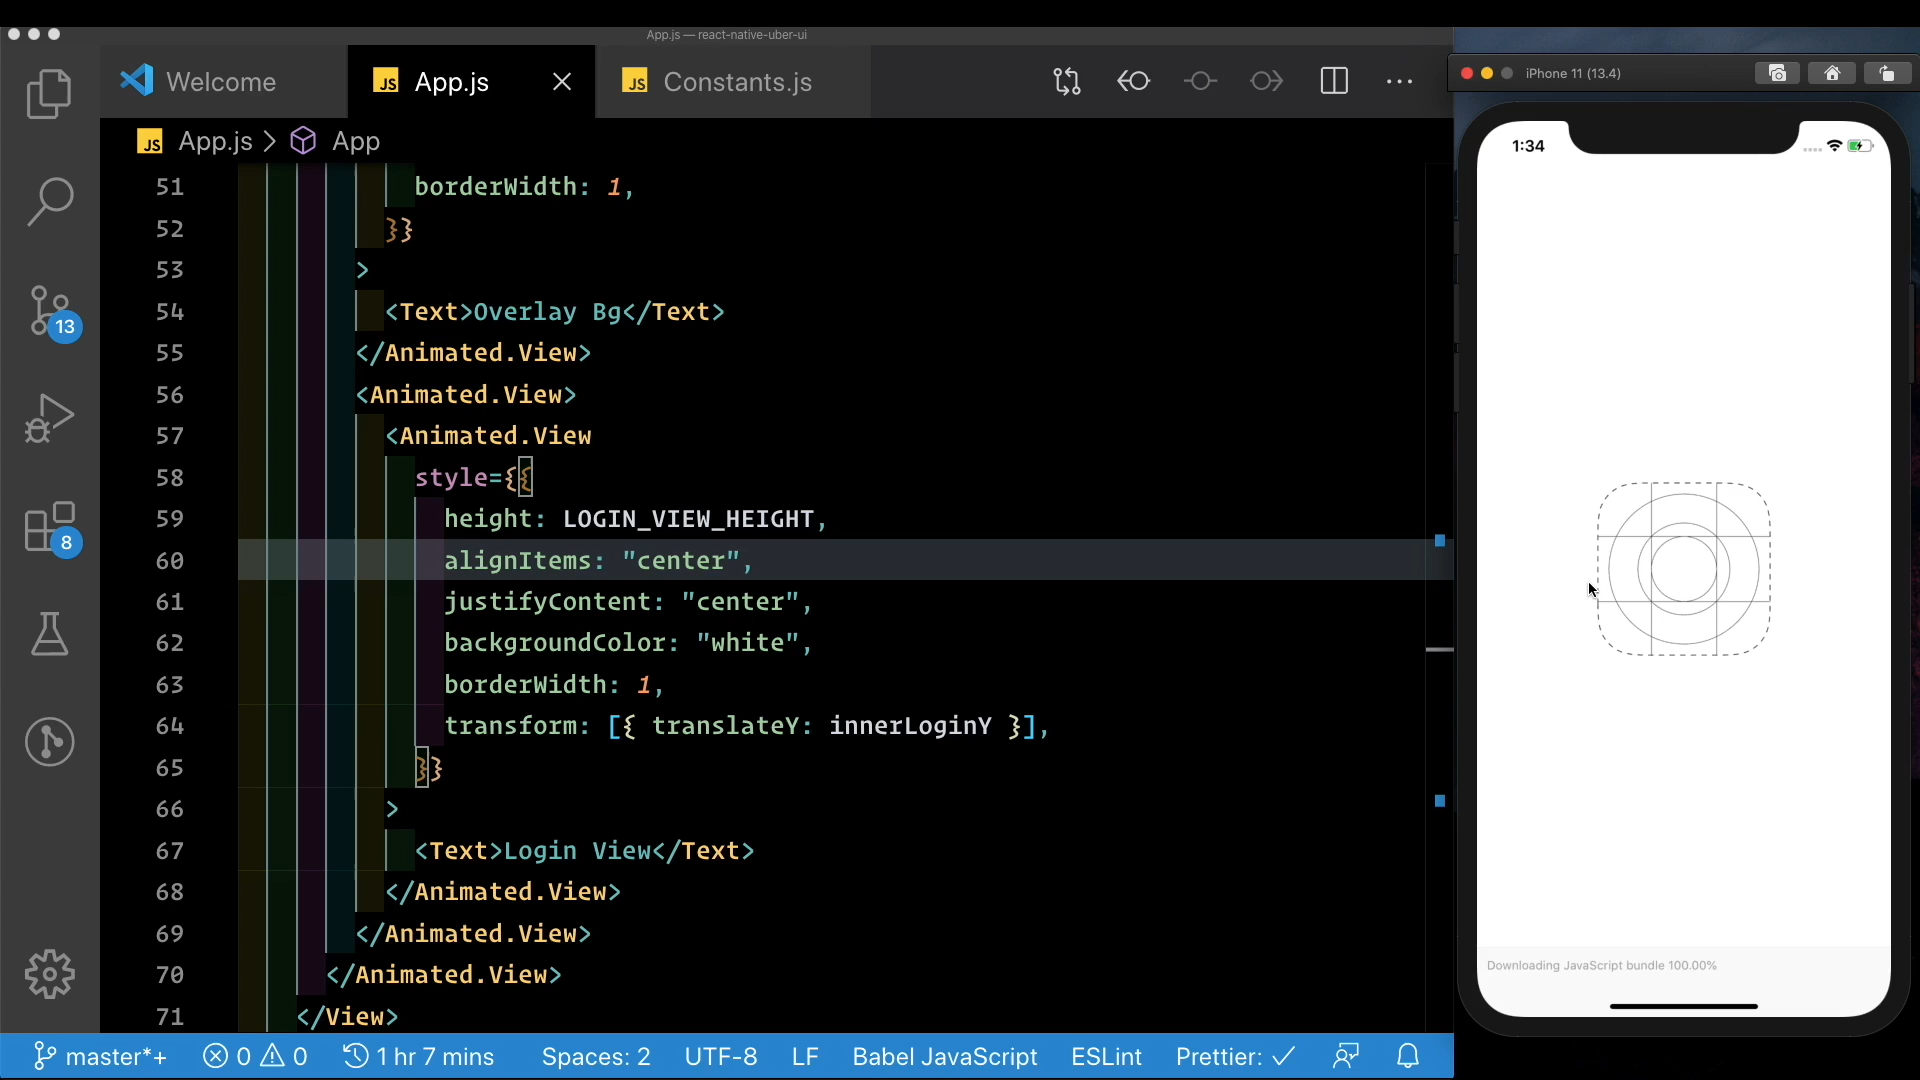 App.js — react-native-uber-ui
Welcome
JS App.js
JS Constants.js
JS App.js > App
51 borderWidth: 1,
52 }}
53 >
54 <Text>Overlay Bg</Text>
55 </Animated.View>
56 <Animated.View>
57 <Animated.View
58 style={{
59 height: LOGIN_VIEW_HEIGHT,
60 alignItems: "center",
61 justifyContent: "center",
62 backgroundColor: "white",
63 borderWidth: 1,
64 transform: [{ translateY: innerLoginY }],
65 }}
66 >
67 <Text>Login View</Text>
68 </Animated.View>
69 </Animated.View>
70 </Animated.View>
71 </View>
13
8
master*+ 0 0 1 hr 7 mins Spaces: 2 UTF-8 LF Babel JavaScript ESLint Prettier: ✓
iPhone 11 (13.4)
1:34
Downloading JavaScript bundle 100.00%